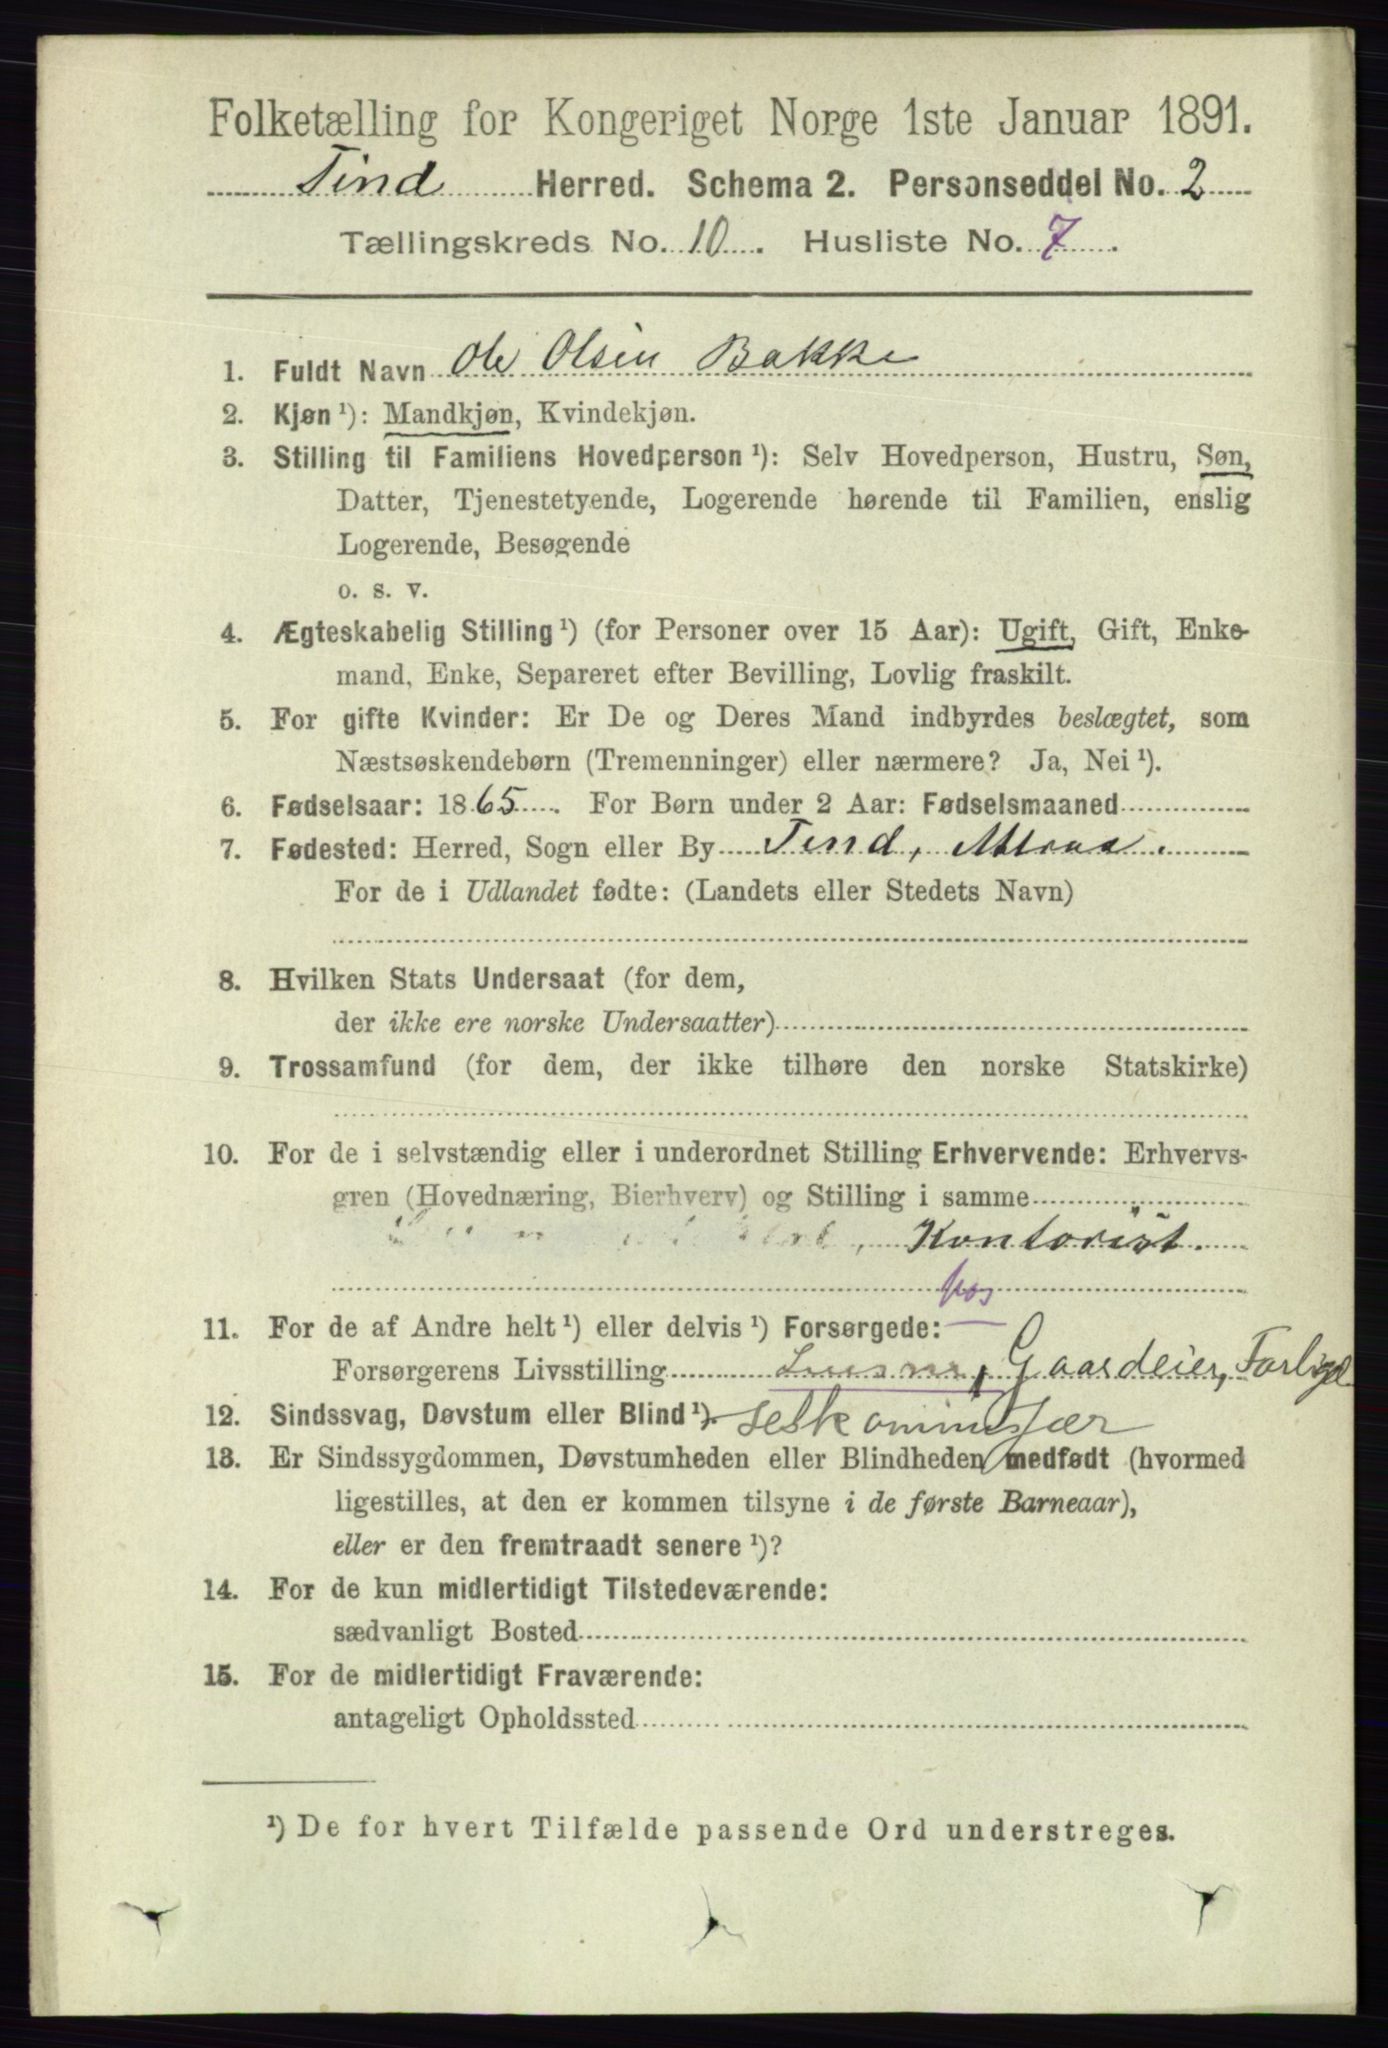 Folketælling for Kongeriget Norge 1ste Januar 1891.
Tind Herred. Schema 2. Personseddel No. 2
Tællingskreds No. 10. Husliste No. 7.
1. Fuldt Navn Ole Olsen Bakke
2. Kjøn ¹): Mandkjøn, Kvindekjøn.
3. Stilling til Familiens Hovedperson ¹): Selv Hovedperson, Hustru, Søn,
Datter, Tjenestetyende, Logerende hørende til Familien, enslig
Logerende, Besøgende
o. s. v.
4. Ægteskabelig Stilling ¹) (for Personer over 15 Aar): Ugift, Gift, Enke-
mand, Enke, Separeret efter Bevilling, Lovlig fraskilt.
5. For gifte Kvinder: Er De og Deres Mand indbyrdes beslægtet, som
Næstsøskendebørn (Tremenninger) eller nærmere? Ja, Nei ¹).
6. Fødselsaar: 1865. For Børn under 2 Aar: Fødselsmaaned
7. Fødested: Herred, Sogn eller By Tind, Attraa.
For de i Udlandet fødte: (Landets eller Stedets Navn)
8. Hvilken Stats Undersaat (for dem,
der ikke ere norske Undersaatter)
9. Trossamfund (for dem, der ikke tilhøre den norske Statskirke)
10. For de i selvstændig eller i underordnet Stilling Erhvervende: Erhvervs-
gren (Hovednæring, Bierhverv) og Stilling i samme
, Kontorist.
hos
11. For de af Andre helt ¹) eller delvis ¹) Forsørgede:
Forsørgerens Livsstilling Gaardeier, Forligel
12. Sindssvag, Døvstum eller Blind ¹). seskommissær
13. Er Sindssygdommen, Døvstumheden eller Blindheden medfødt (hvormed
ligestilles, at den er kommen tilsyne i de første Barneaar),
eller er den fremtraadt senere ¹)?
14. For de kun midlertidigt Tilstedeværende:
sædvanligt Bosted
15. For de midlertidigt Fraværende:
antageligt Opholdssted
¹) De for hvert Tilfælde passende Ord understreges.